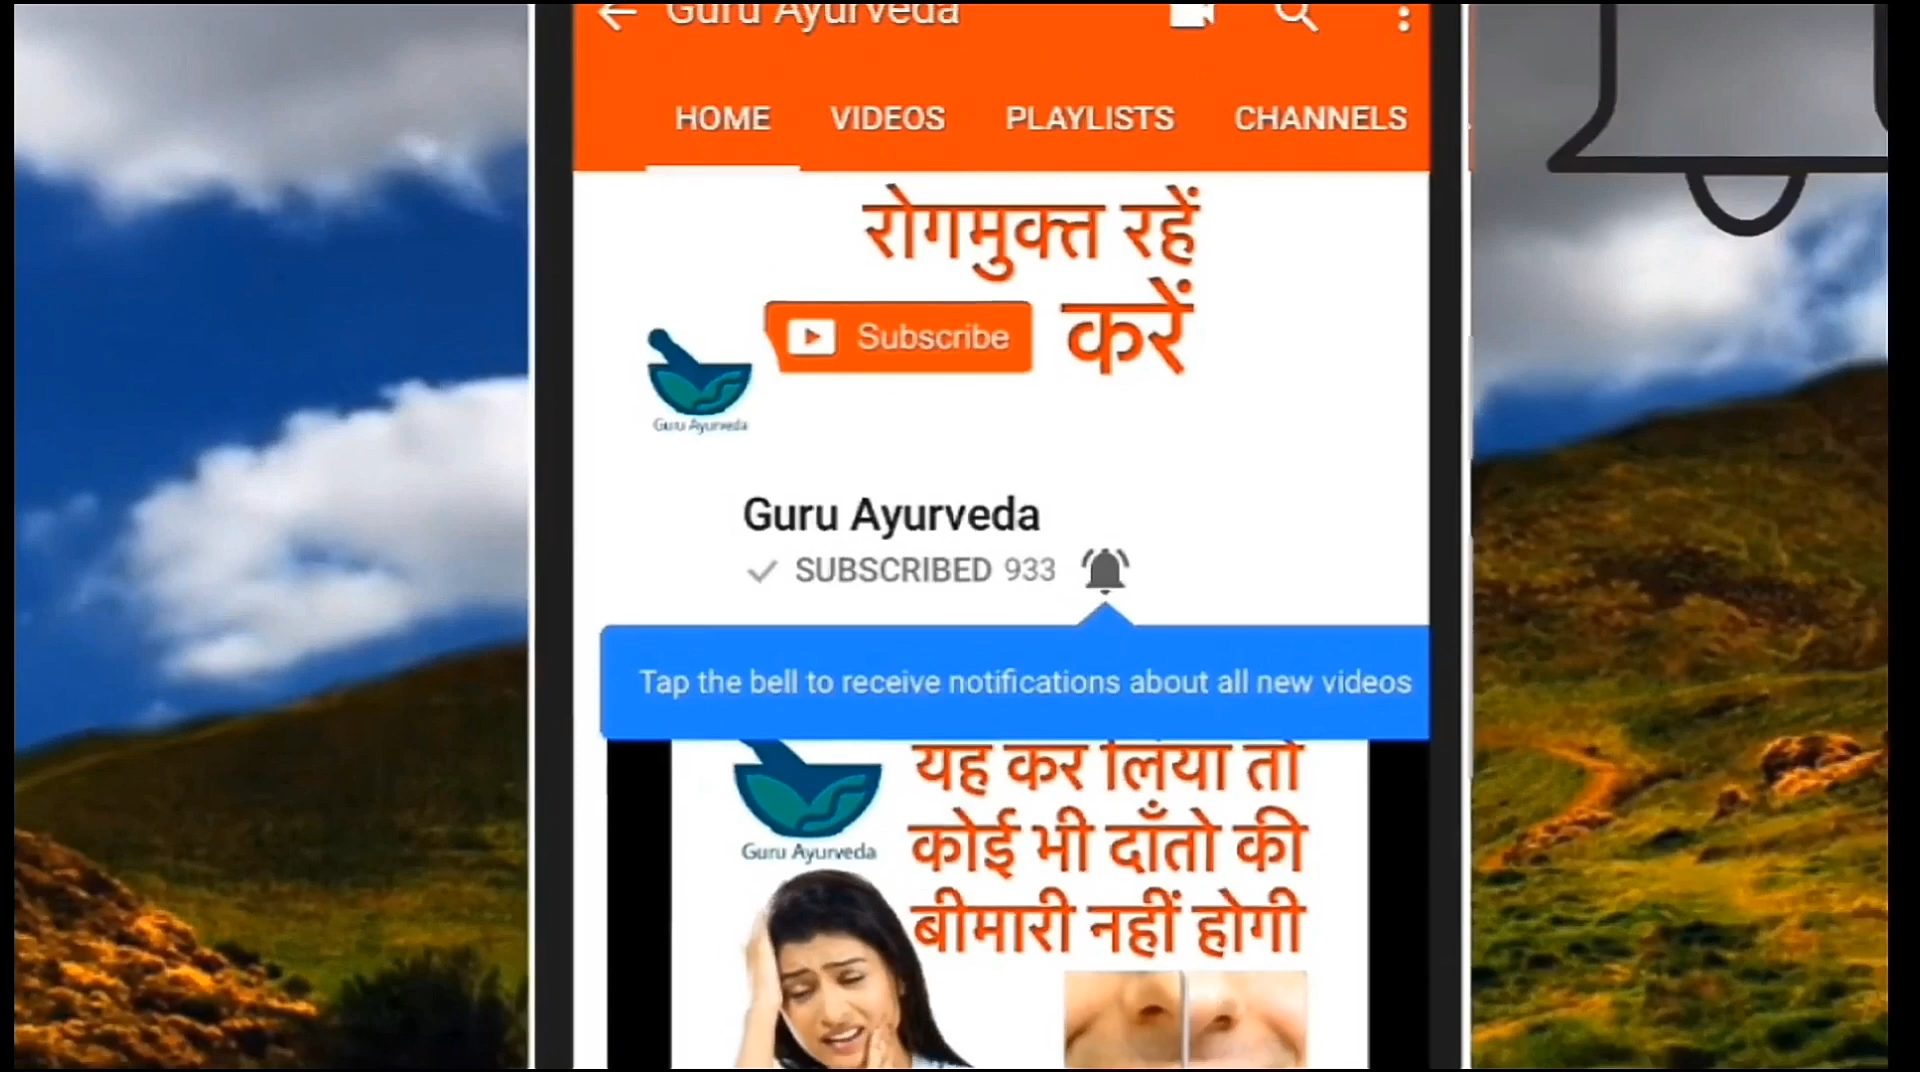 Guru Ayurveda
HOME VIDEOS PLAYLISTS CHANNELS
रोगमुक्त रहें
Subscribe करें
Guru Ayurveda
Guru Ayurveda
SUBSCRIBED 933
Tap the bell to receive notifications about all new videos
यह कर लिया तो
कोई भी दाँतो की
बीमारी नहीं होगी
Guru Ayurveda